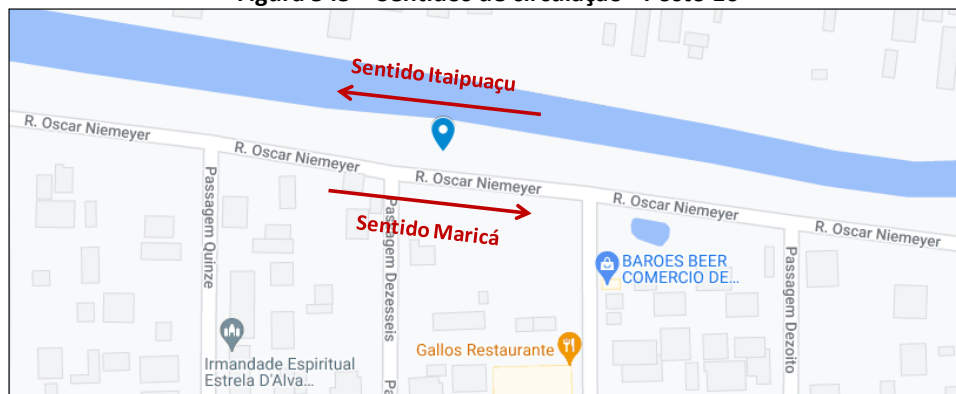 Sentido Itaipuaçu
R. Oscar Niemeyer
R. Oscar Niemeyer
R. Oscar Niemeyer
R. Oscar Niemeyer
R. Oscar Niemeyer
Passagem Quinze
Passagem Dezesseis
Sentido Maricá
Passagem Dezoito
BAROES BEER
COMERCIO DE...
Gallos Restaurante
Irmandade Espiritual
Estrela D'Alva...
Pa